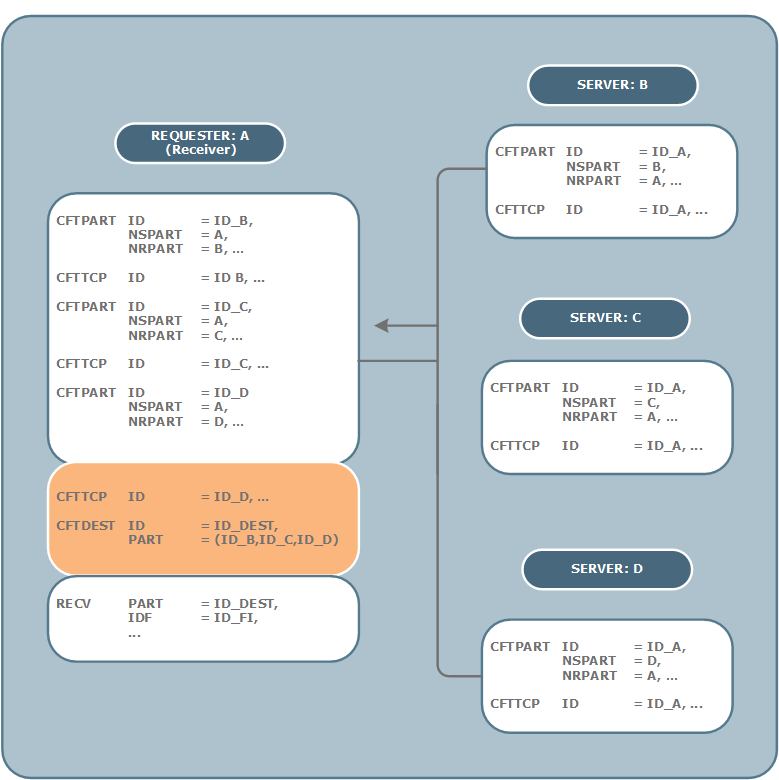 REQUESTER: A
(Receiver)
CFTPART ID = ID_B,
NSPART = A,
NRPART = B, ...
CFTTCP ID = ID B, ...
CFTPART ID = ID_C,
NSPART = A,
NRPART = C, ...
CFTTCP ID = ID_C, ...
CFTPART ID = ID_D
NSPART = A,
NRPART = D, ...
CFTTCP ID = ID_D, ...
CFTDEST ID = ID_DEST,
PART = (ID_B,ID_C,ID_D)
RECV PART = ID_DEST,
IDF = ID_FI,
...
SERVER: B
CFTPART ID = ID_A,
NSPART = B,
NRPART = A, ...
CFTTCP ID = ID_A, ...
SERVER: C
CFTPART ID = ID_A,
NSPART = C,
NRPART = A, ...
CFTTCP ID = ID_A, ...
SERVER: D
CFTPART ID = ID_A,
NSPART = D,
NRPART = A, ...
CFTTCP ID = ID_A, ...